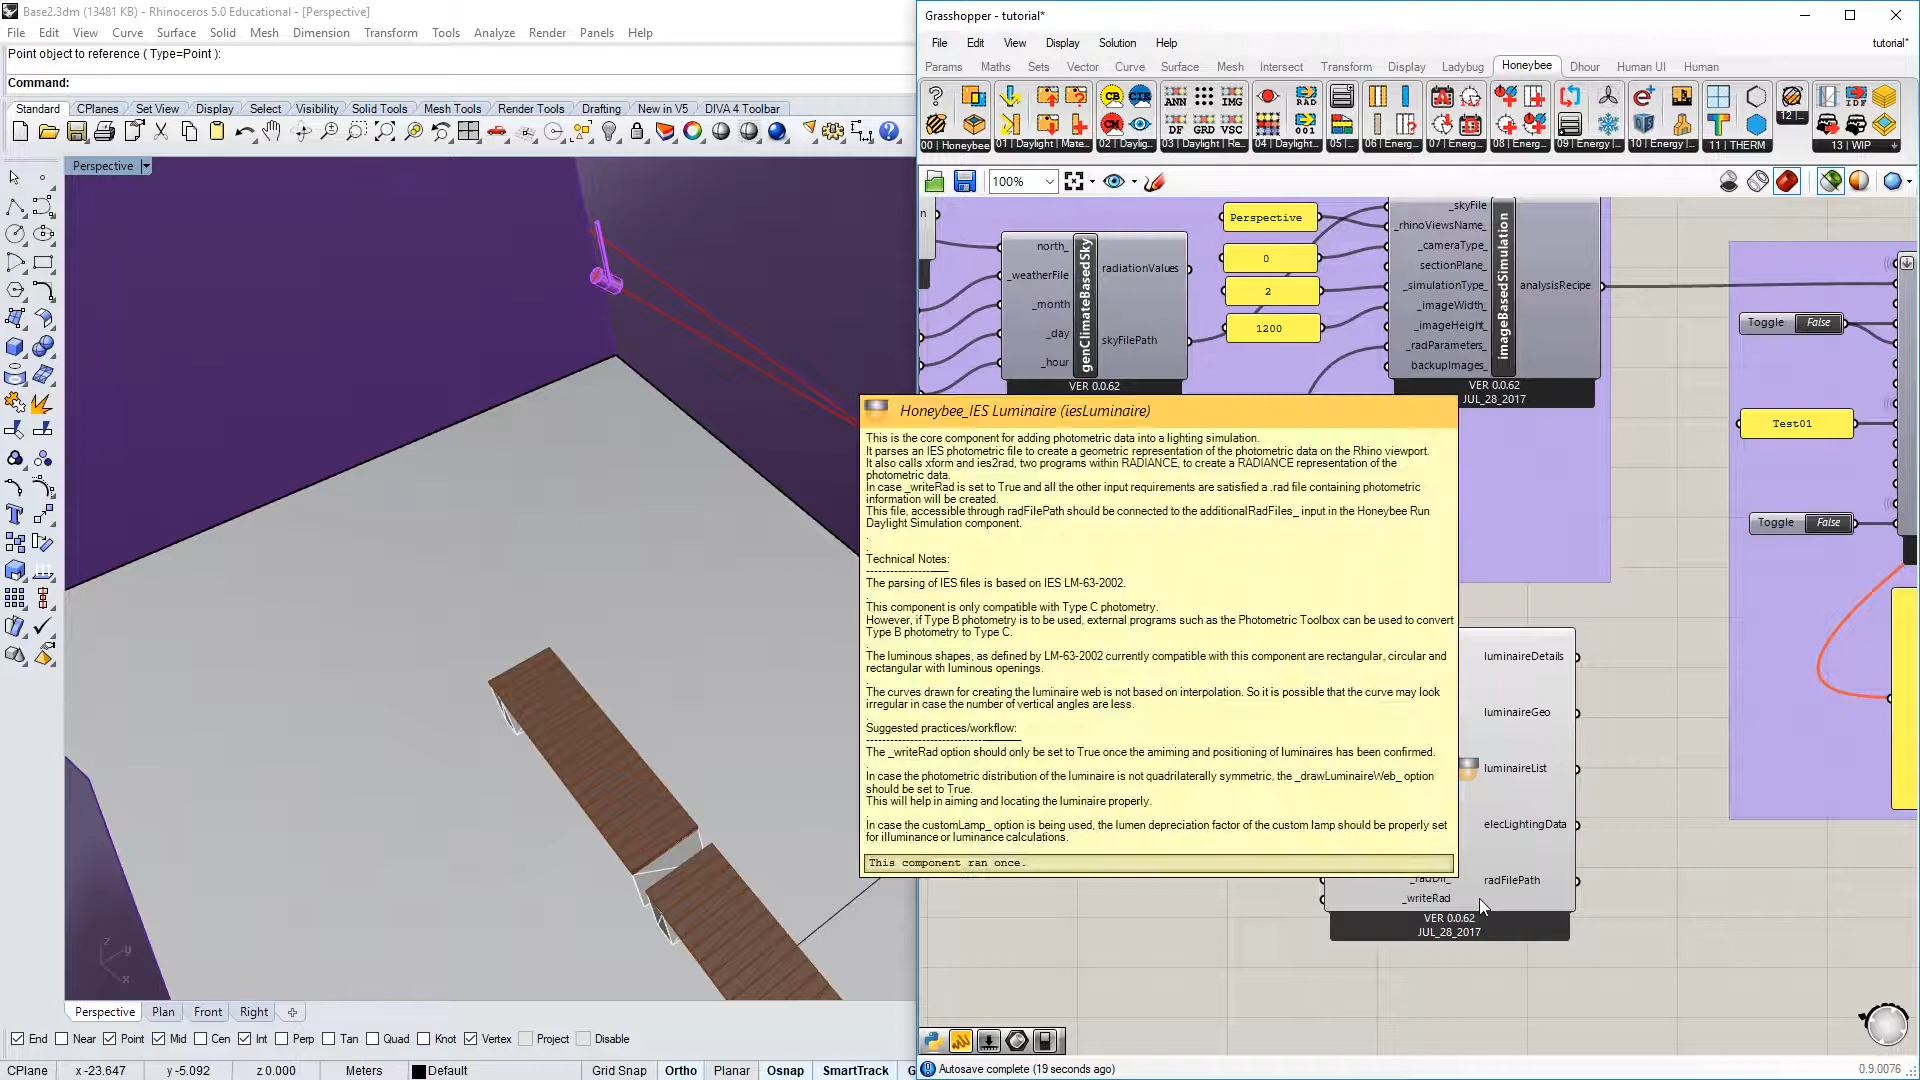 Base2.3dm (13481 KB) - Rhinoceros 5.0 Educational - [Perspective]
File Edit View Curve Surface Solid Mesh Dimension Transform Tools Analyze Render Panels Help
Point object to reference ( Type=Point ):
Command:
Standard CPlanes Set View Display Select Visibility Solid Tools Mesh Tools Render Tools Drafting New in V5 DIVA 4 Toolbar
Perspective
z y x
Perspective Plan Front Right
End Near Point Mid Cen Int Perp Tan Quad Knot Vertex Project Disable
CPlane x -23.647 y -5.092 z 0.000 Meters Default Grid Snap Ortho Planar Osnap SmartTrack G
Grasshopper - tutorial*
File Edit View Display Solution Help
tutorial*
Params Maths Sets Vector Curve Surface Mesh Intersect Transform Display Ladybug Honeybee Dhour Human UI Human
00 | Honeybee 01 | Daylight | Mate... 02 | Daylig... 03 | Daylight | Re... 04 | Daylight... 05 |... 06 | Energ... 07 | Energ... 08 | Energ... 09 | Energy |... 10 | Energy |... 11 | THERM 12 |... 13 | WIP
100%
north_
_weatherFile
_month
_day
_hour
genClimateBasedSky
radiationValues
skyFilePath
VER 0.0.62
Perspective
0
2
1200
_skyFile
_rhinoViewsName_
_cameraType_
sectionPlane_
_simulationType_
_imageWidth_
_imageHeight_
_radParameters_
backupImages_
imageBasedSimulation
analysisRecipe
VER 0.0.62
JUL_28_2017
Toggle False
Test01
Toggle False
Honeybee_IES Luminaire (iesLuminaire)
This is the core component for adding photometric data into a lighting simulation.
It parses an IES photometric file to create a geometric representation of the photometric data on the Rhino viewport.
It also calls xform and ies2rad, two programs within RADIANCE, to create a RADIANCE representation of the
photometric data.
In case _writeRad is set to True and all the other input requirements are satisfied a .rad file containing photometric
information will be created.
This file, accessible through radFilePath should be connected to the additionalRadFiles_ input in the Honeybee Run
Daylight Simulation component.
.
Technical Notes:
--------------------
The parsing of IES files is based on IES LM-63-2002.
.
This component is only compatible with Type C photometry.
However, if Type B photometry is to be used, external programs such as the Photometric Toolbox can be used to convert
Type B photometry to Type C.
.
The luminous shapes, as defined by LM-63-2002 currently compatible with this component are rectangular, circular and
rectangular with luminous openings.
.
The curves drawn for creating the luminaire web is not based on interpolation. So it is possible that the curve may look
irregular in case the number of vertical angles are less.
.
Suggested practices/workflow:
--------------------------------------
The _writeRad option should only be set to True once the amiming and positioning of luminaires has been confirmed.
.
In case the photometric distribution of the luminaire is not quadrilaterally symmetric, the _drawLuminaireWeb_ option
should be set to True.
This will help in aiming and locating the luminaire properly.
.
In case the customLamp_ option is being used, the lumen depreciation factor of the custom lamp should be properly set
for illuminance or luminance calculations.
This component ran once.
luminaireDetails
luminaireGeo
luminaireList
elecLightingData
radFilePath
_radDir_
_writeRad
VER 0.0.62
JUL_28_2017
Autosave complete (19 seconds ago)
0.9.0076